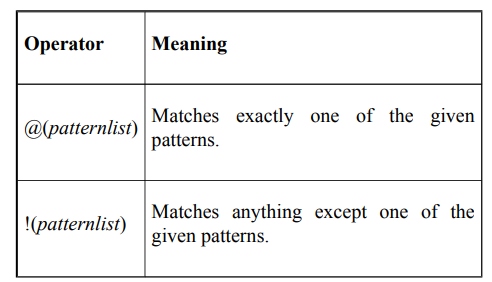 Operator Meaning
@(patternlist) Matches exactly one of the given
patterns.
!(patternlist) Matches anything except one of the
given patterns.